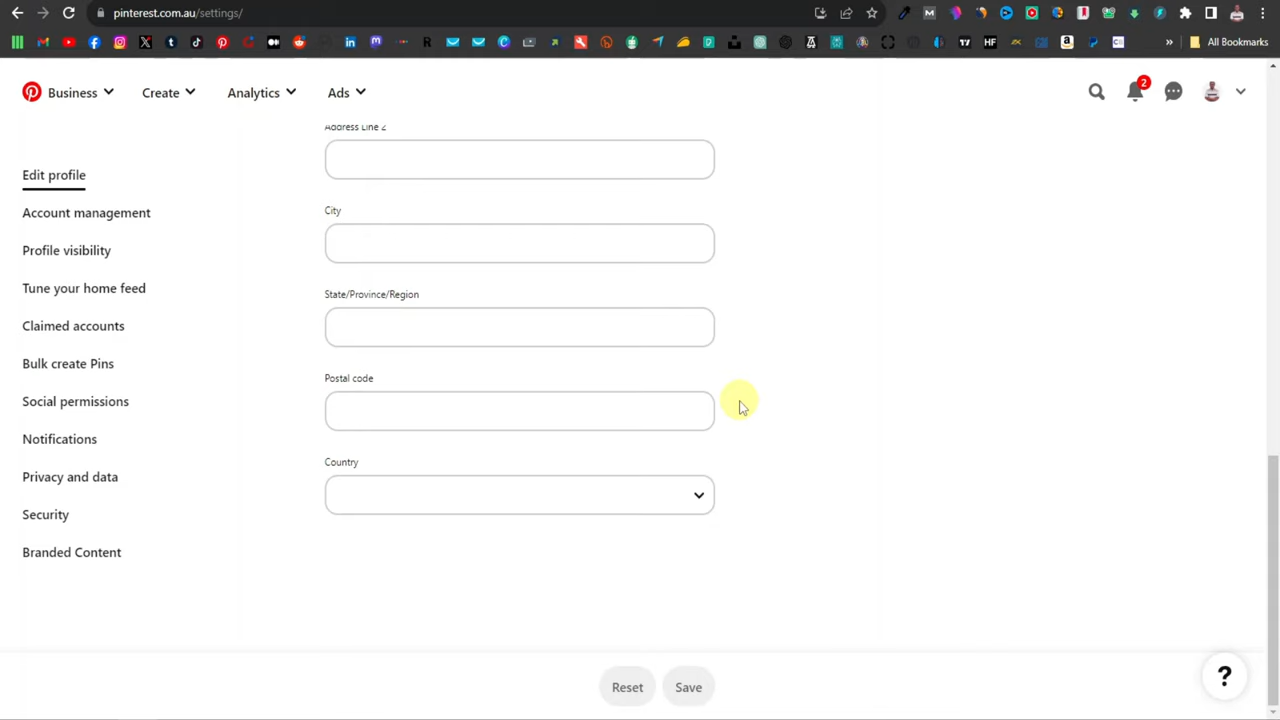 pinterest.com.au/settings/
All Bookmarks
Business
Create
Analytics
Ads
2
Edit profile
Account management
Profile visibility
Tune your home feed
Claimed accounts
Bulk create Pins
Social permissions
Notifications
Privacy and data
Security
Branded Content
Address Line 2
City
State/Province/Region
Postal code
Country
Reset
Save
?